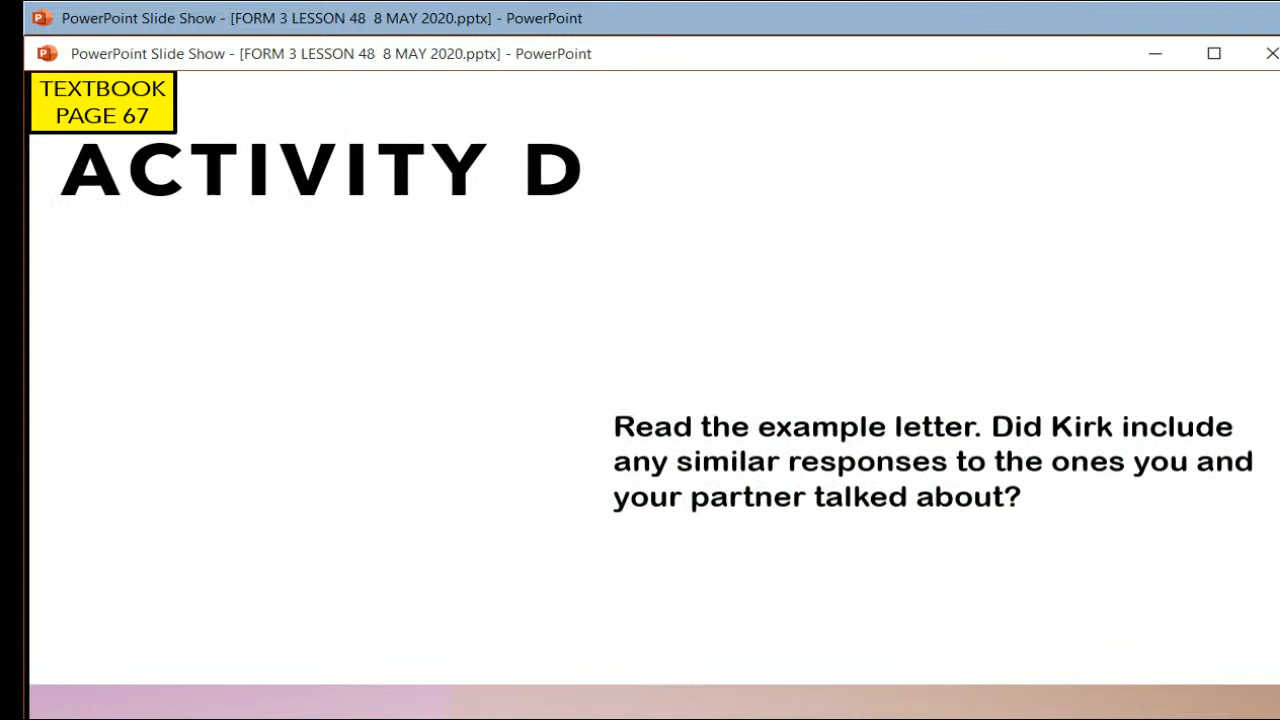 PowerPoint Slide Show - [FORM 3 LESSON 48  8 MAY 2020.pptx] - PowerPoint
PowerPoint Slide Show - [FORM 3 LESSON 48  8 MAY 2020.pptx] - PowerPoint
TEXTBOOK
PAGE 67
ACTIVITY D
Read the example letter. Did Kirk include
any similar responses to the ones you and
your partner talked about?